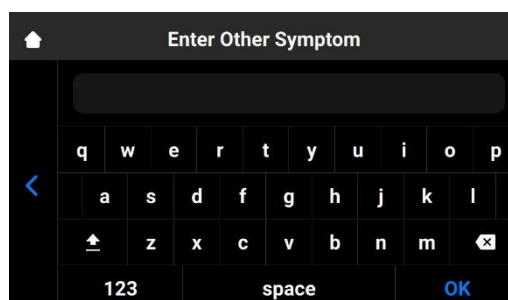 Enter Other Symptom
q w e r t y u i o p
a s d f g h j k l
z x c v b n m
123 space OK